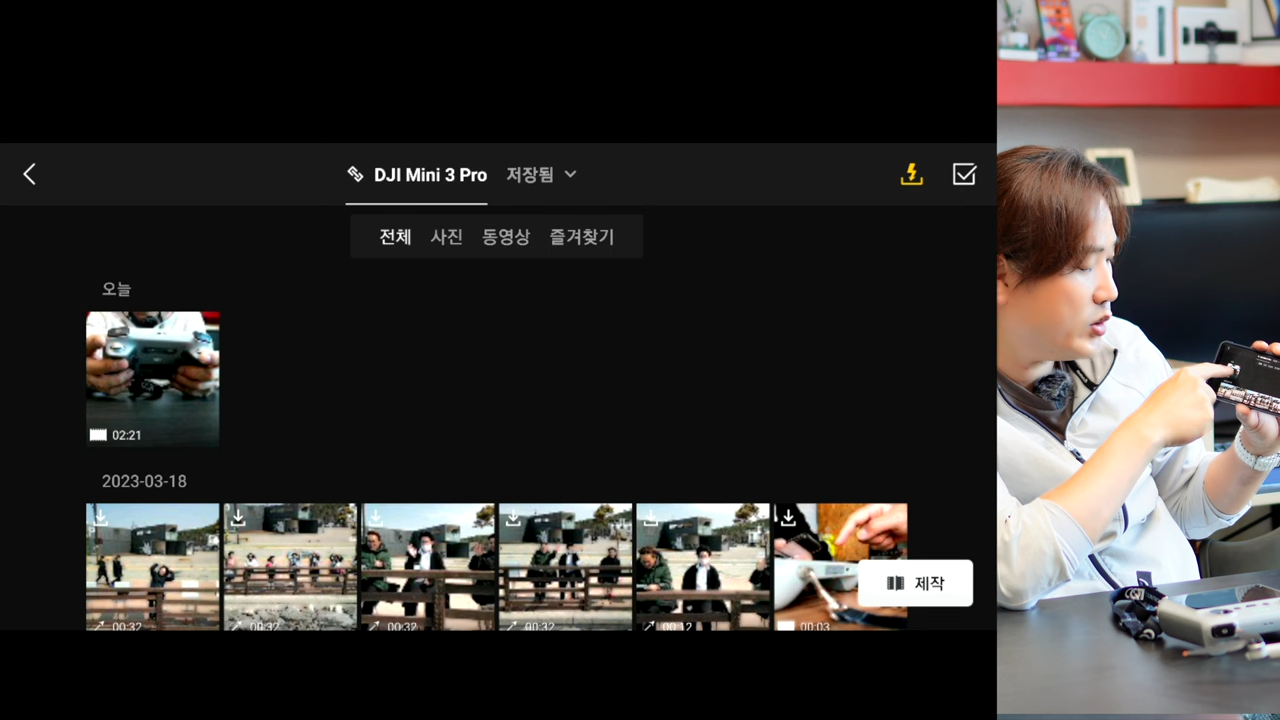 DJI Mini 3 Pro 저장됨
전체 사진 동영상 즐겨찾기
오늘
02:21
2023-03-18
00:32 00:32 00:32 00:32 00:12 00:03
제작